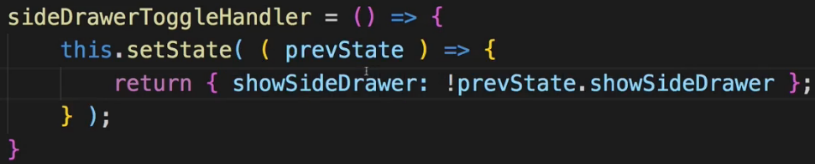 sideDrawerToggleHandler = () => {
    this.setState( ( prevState ) => {
        return { showSideDrawer: !prevState.showSideDrawer };
    } );
}